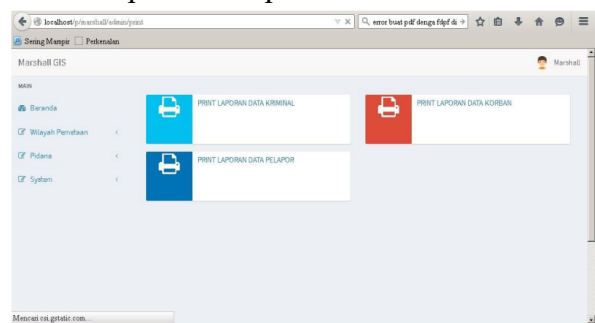 localhost/p/marshall/admin/print
error buat pdf denga fdpf di
Sering Mampir
Perkenalan
Marshall GIS
Marshall
MAIN
Beranda
Wilayah Pemetaan
Pidana
System
PRINT LAPORAN DATA KRIMINAL
PRINT LAPORAN DATA KORBAN
PRINT LAPORAN DATA PELAPOR
Mencari csi.gstatic.com...